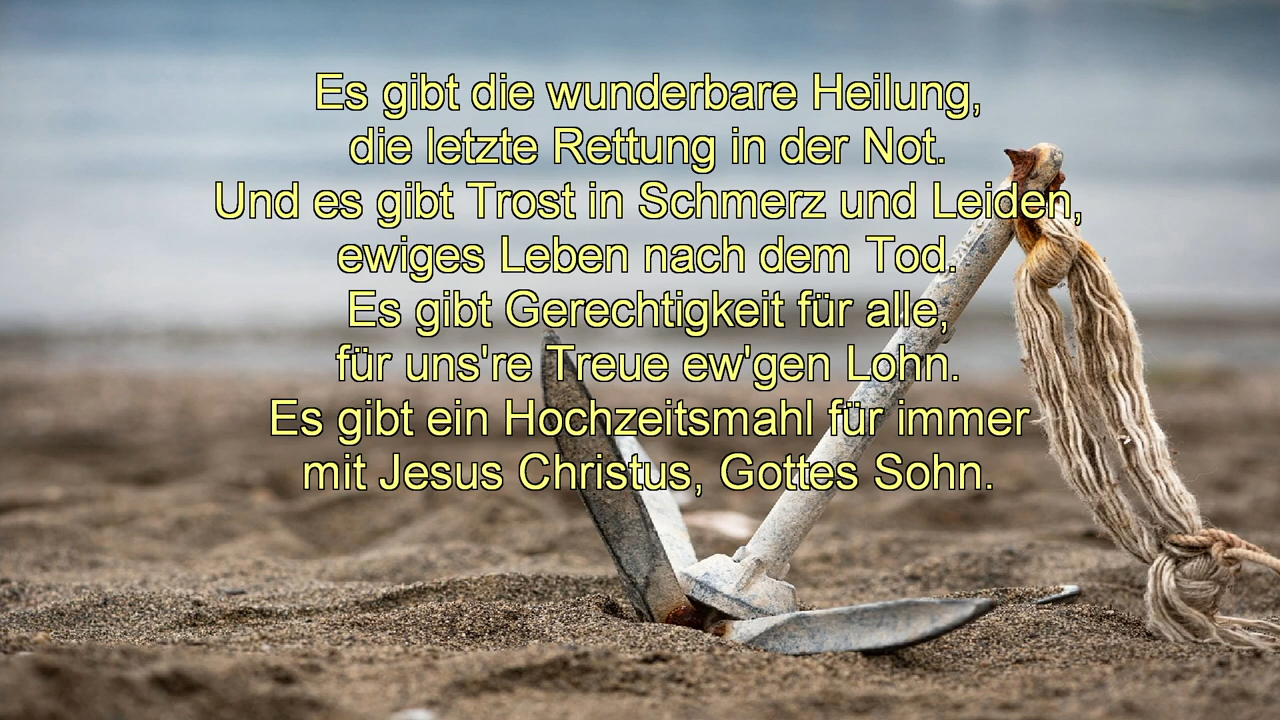 Es gibt die wunderbare Heilung,
die letzte Rettung in der Not.
Und es gibt Trost in Schmerz und Leiden,
ewiges Leben nach dem Tod.
Es gibt Gerechtigkeit für alle,
für uns're Treue ew'gen Lohn.
Es gibt ein Hochzeitsmahl für immer
mit Jesus Christus, Gottes Sohn.